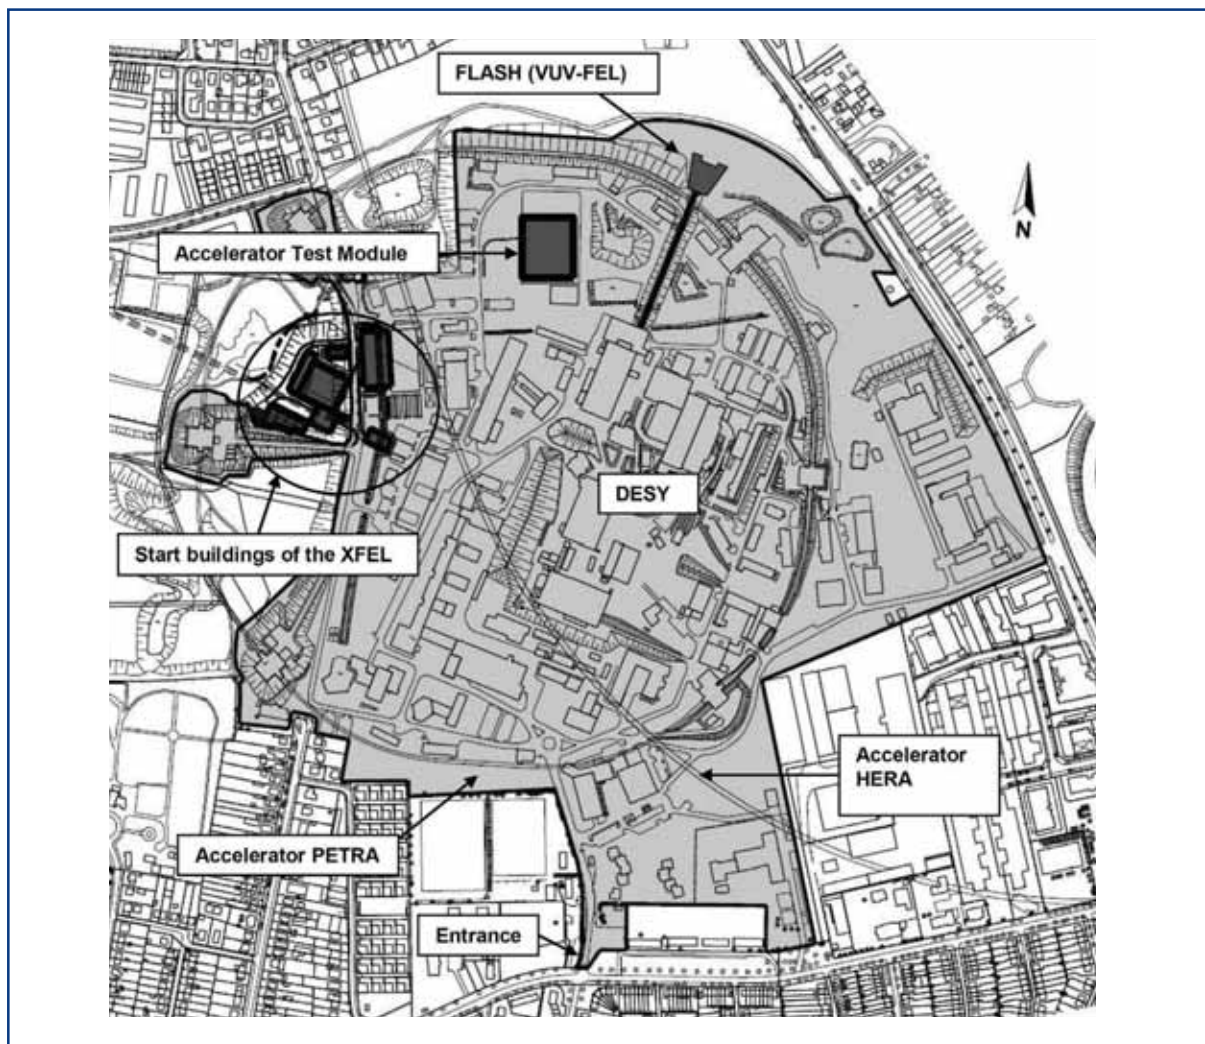 FLASH (VUV-FEL)
N
Accelerator Test Module
DESY
Start buildings of the XFEL
Accelerator
HERA
Accelerator PETRA
Entrance